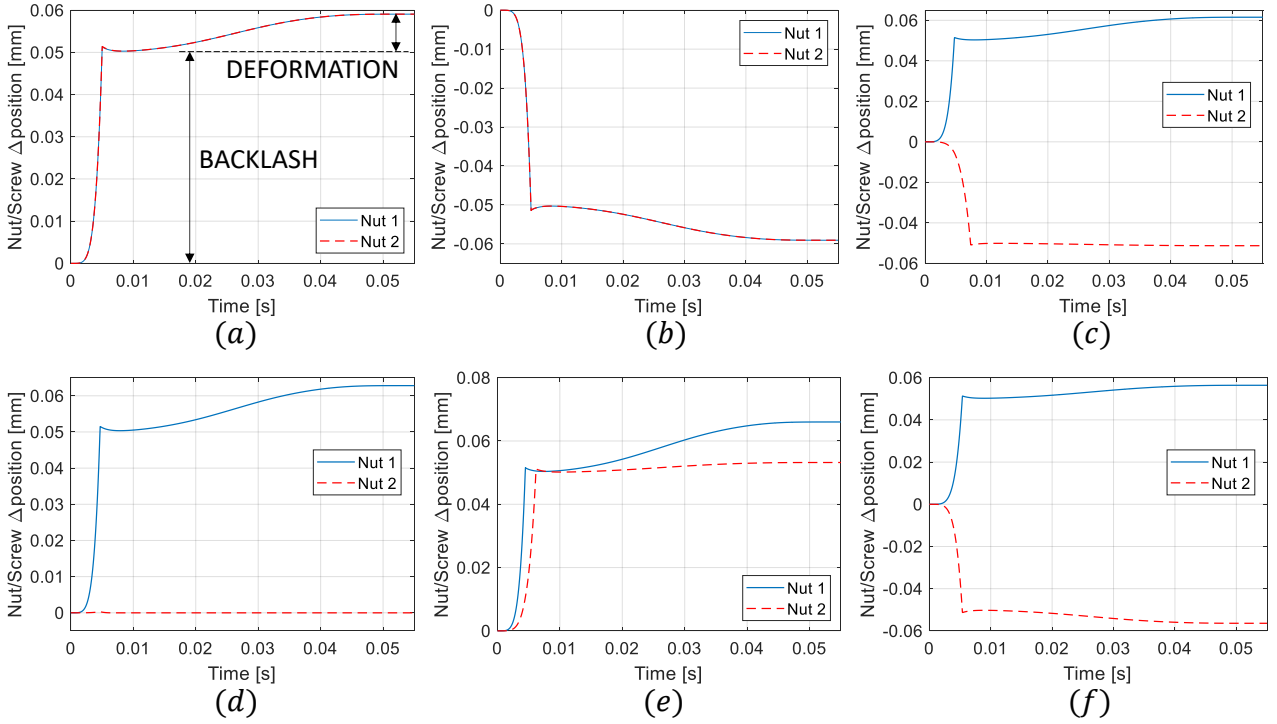 Nut/Screw △position [mm]
0.06
0.05
0.04
0.03
0.02
0.01
0
DEFORMATION
BACKLASH
Nut 1
Nut 2
0 0.01 0.02 0.03 0.04 0.05
Time [s]
(a)
Nut/Screw △position [mm]
0
-0.01
-0.02
-0.03
-0.04
-0.05
-0.06
Nut 1
Nut 2
0 0.01 0.02 0.03 0.04 0.05
Time [s]
(b)
Nut/Screw △position [mm]
0.06
0.04
0.02
0
-0.02
-0.04
-0.06
Nut 1
Nut 2
0 0.01 0.02 0.03 0.04 0.05
Time [s]
(c)
Nut/Screw △position [mm]
0.06
0.05
0.04
0.03
0.02
0.01
0
Nut 1
Nut 2
0 0.01 0.02 0.03 0.04 0.05
Time [s]
(d)
Nut/Screw △position [mm]
0.08
0.06
0.04
0.02
0
Nut 1
Nut 2
0 0.01 0.02 0.03 0.04 0.05
Time [s]
(e)
Nut/Screw △position [mm]
0.06
0.04
0.02
0
-0.02
-0.04
-0.06
Nut 1
Nut 2
0 0.01 0.02 0.03 0.04 0.05
Time [s]
(f)